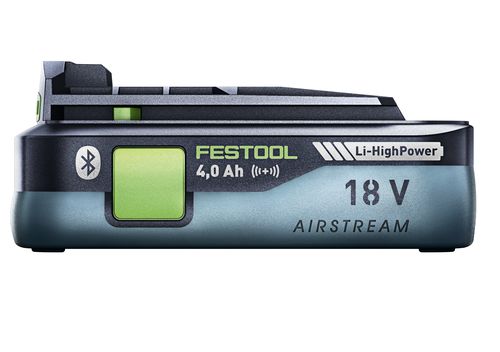 FESTOOL
4,0 Ah
Li-HighPower
18 V
AIRSTREAM